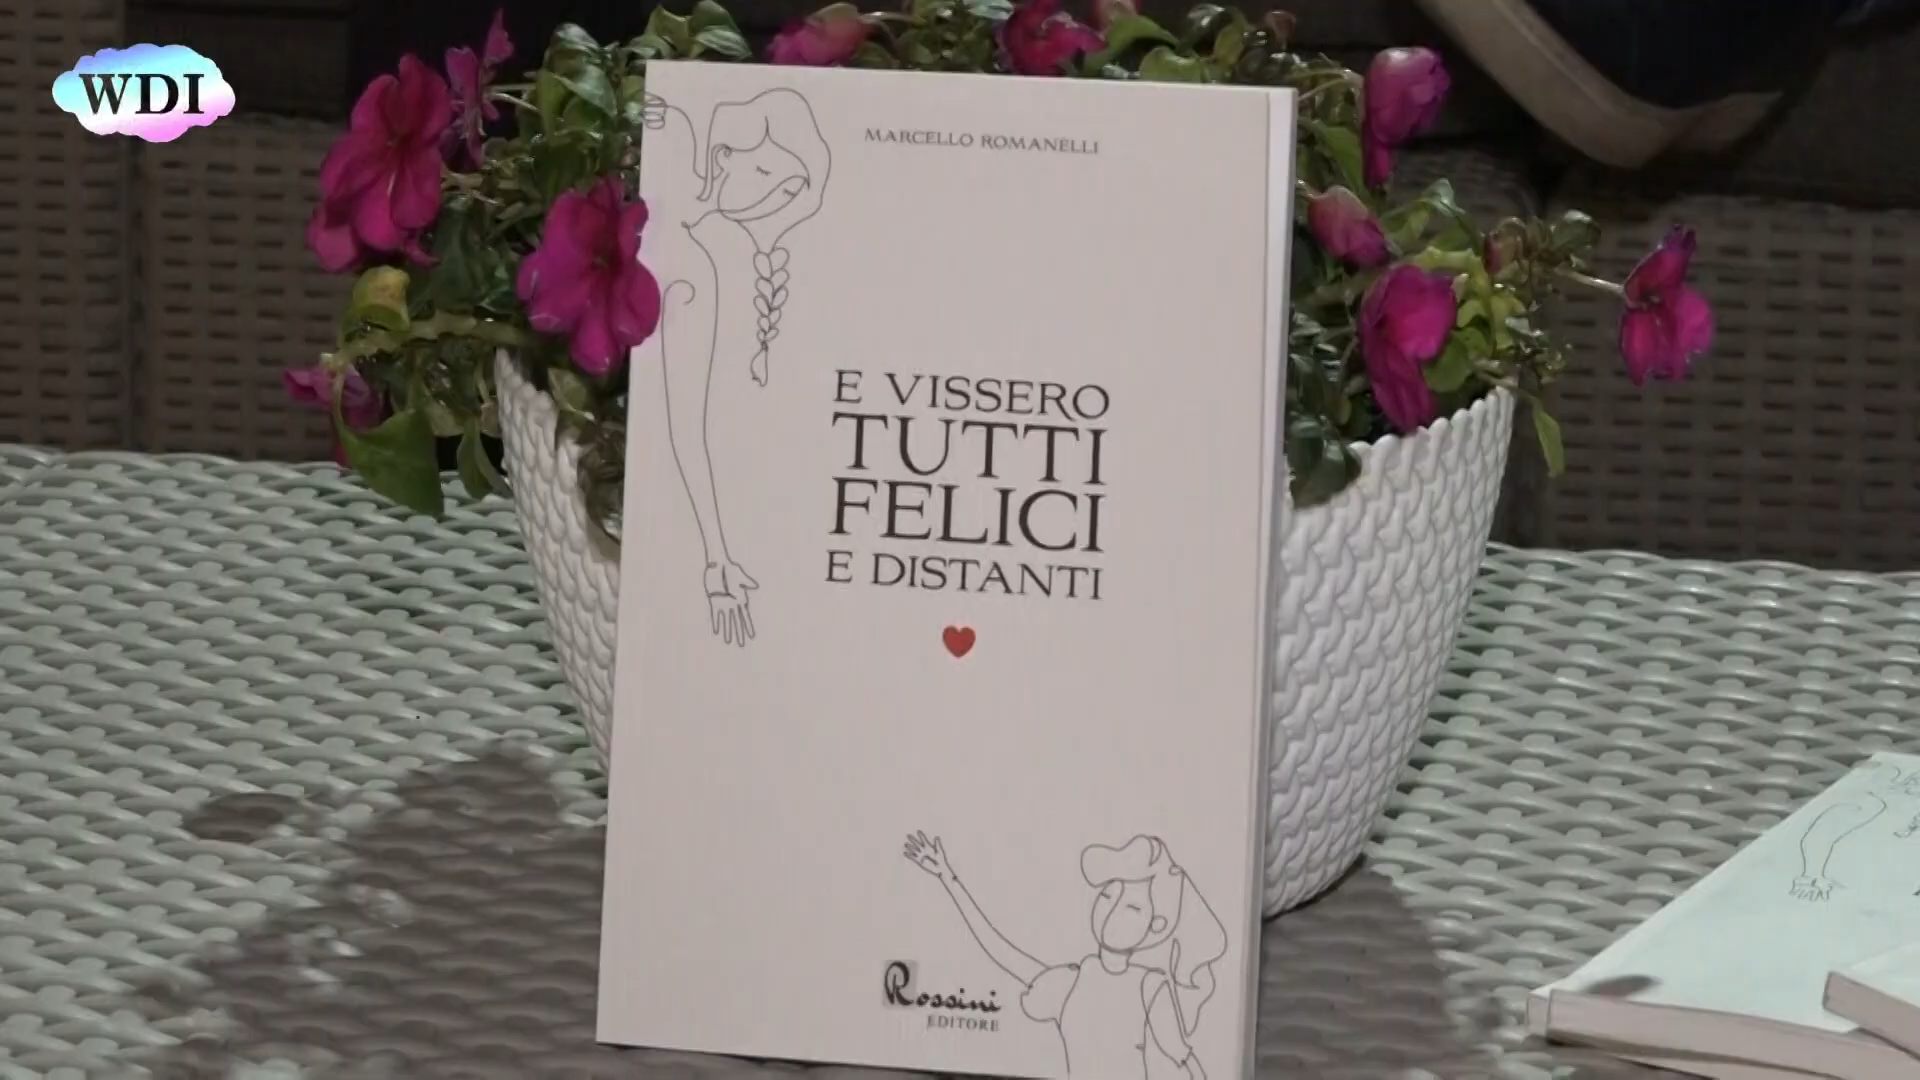 WDI
MARCELLO ROMANELLI
E VISSERO
TUTTI
FELICI
E DISTANTI
Rossini
EDITORE